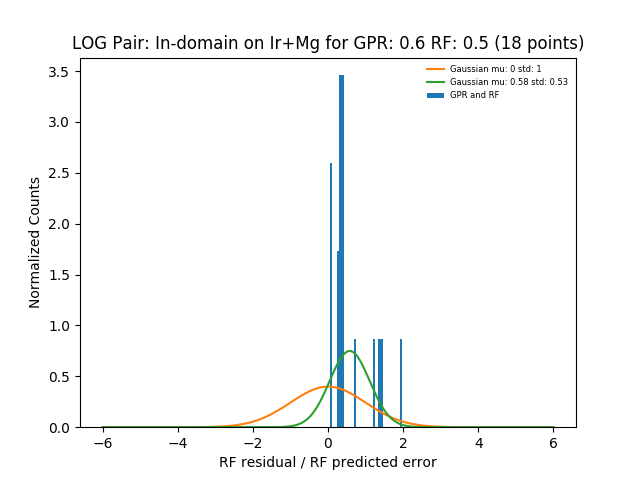 LOG Pair: In-domain on Ir+Mg for GPR: 0.6 RF: 0.5 (18 points)
Gaussian mu: 0 std: 1
Gaussian mu: 0.58 std: 0.53
GPR and RF
3.5
3.0
2.5
2.0
1.5
1.0
0.5
0.0
Normalized Counts
−6
−4
−2
0
2
4
6
RF residual / RF predicted error